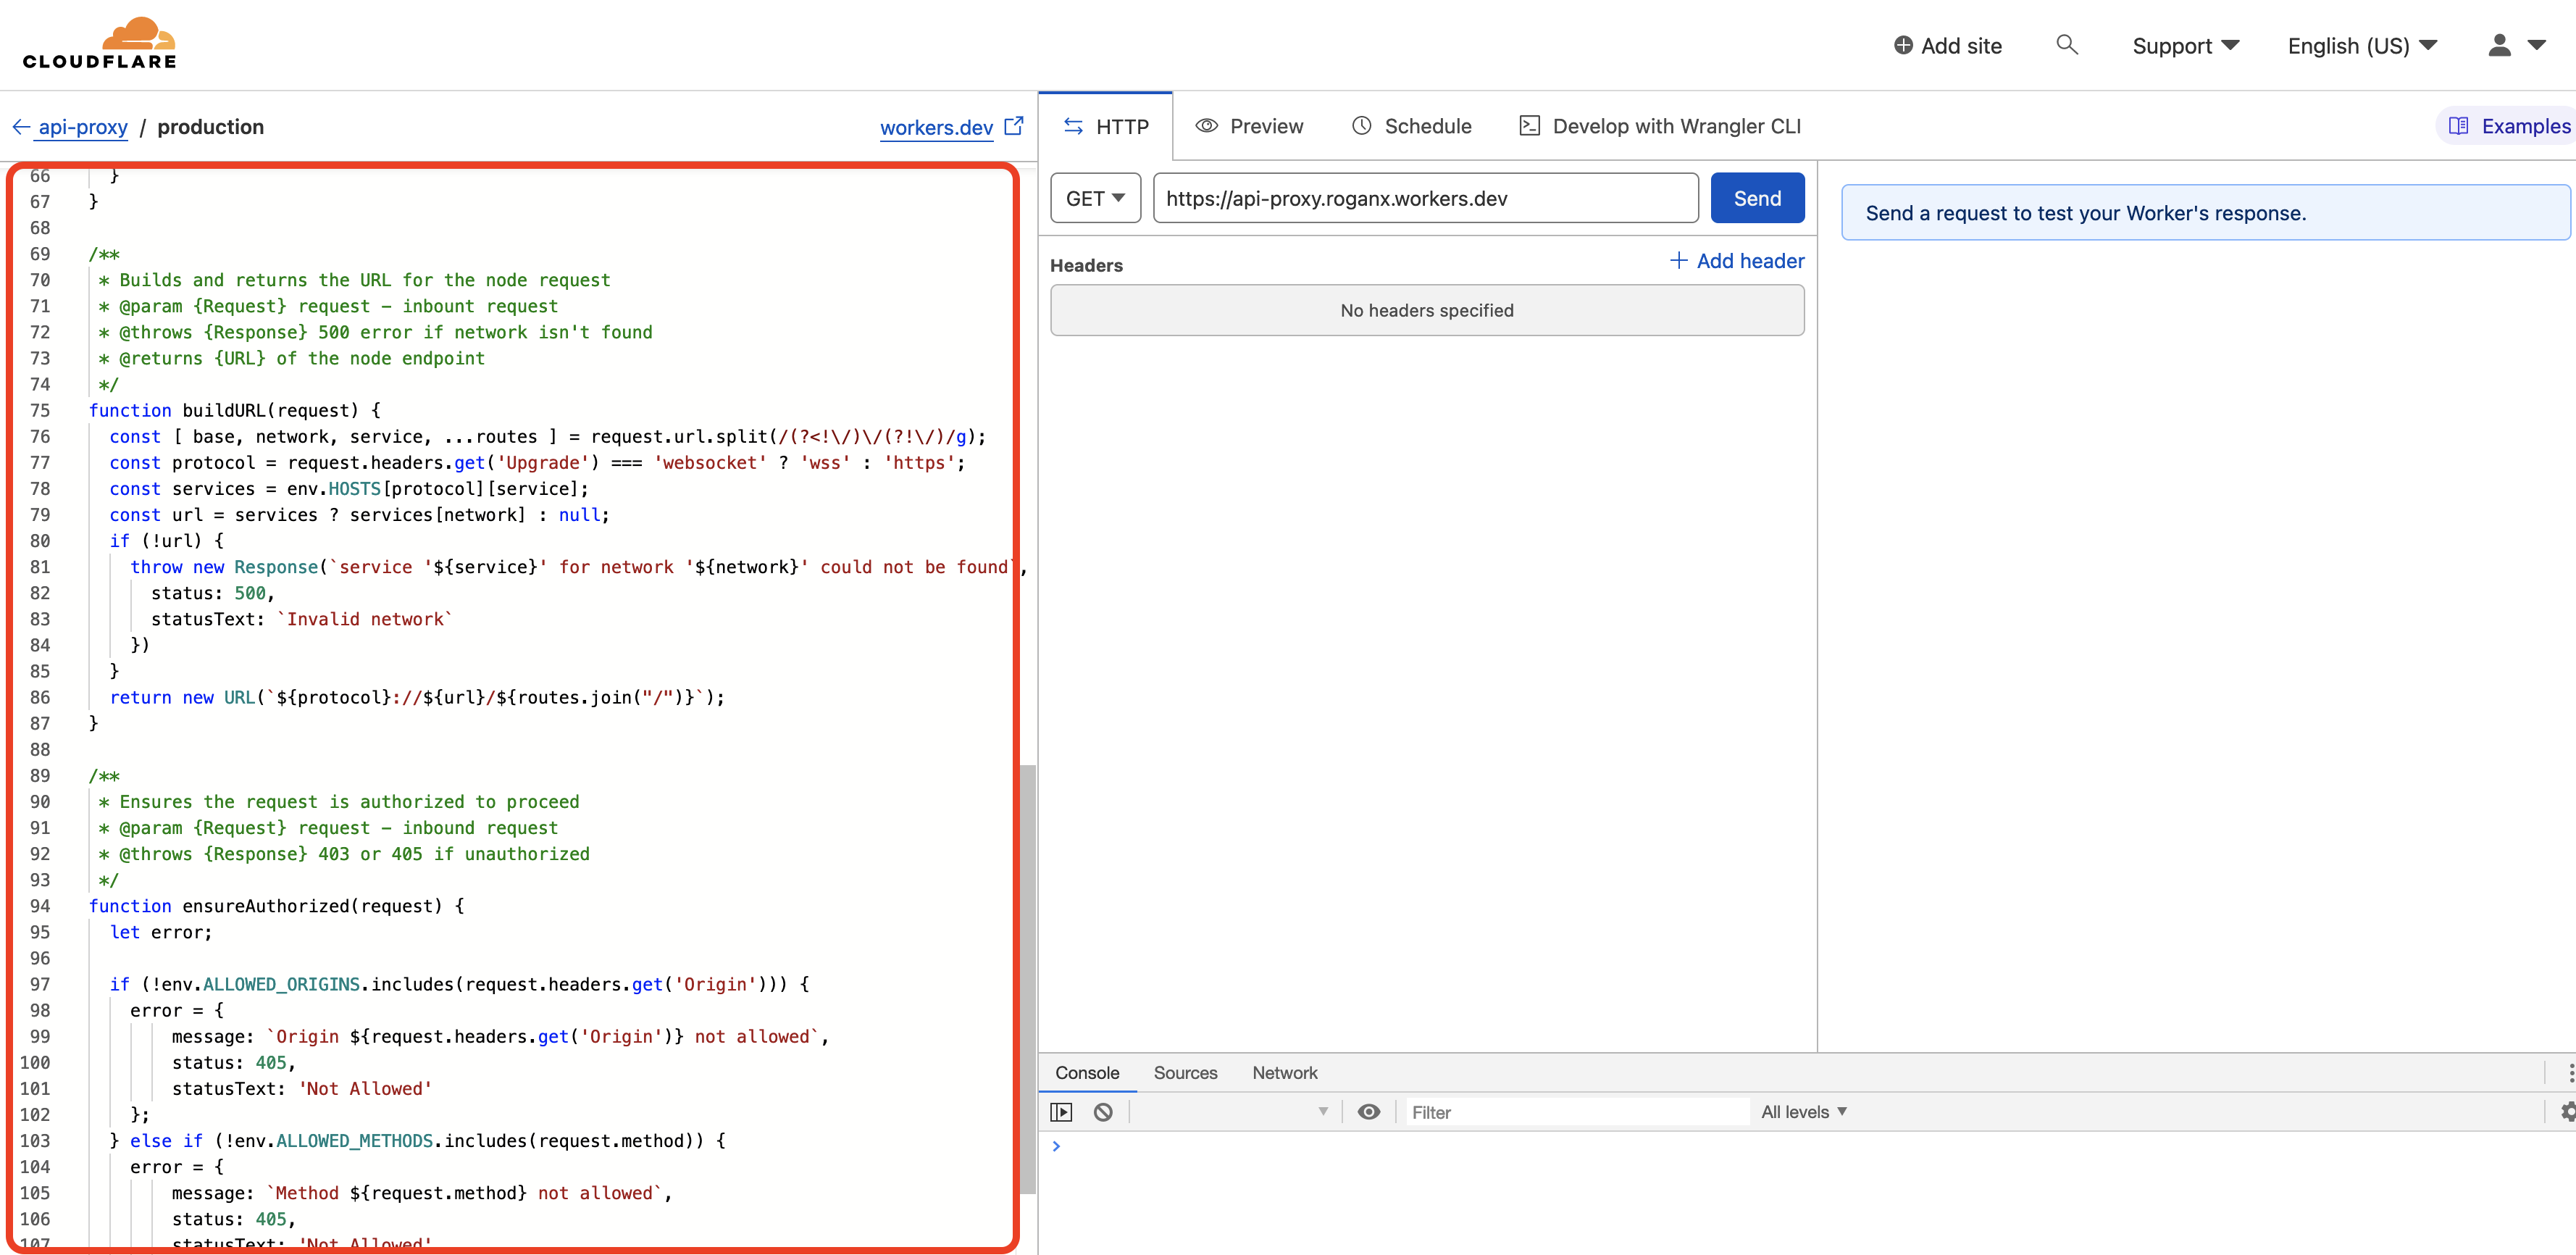 CLOUDFLARE
Add site
Support
English (US)
api-proxy / production
workers.dev
HTTP
Preview
Schedule
Develop with Wrangler CLI
Examples
66 }
67 }
68
69 /**
70 * Builds and returns the URL for the node request
71 * @param {Request} request - inbount request
72 * @throws {Response} 500 error if network isn't found
73 * @returns {URL} of the node endpoint
74 */
75 function buildURL(request) {
76 const [ base, network, service, ...routes ] = request.url.split(/(?<!\/)\/(?!\/)/g);
77 const protocol = request.headers.get('Upgrade') === 'websocket' ? 'wss' : 'https';
78 const services = env.HOSTS[protocol][service];
79 const url = services ? services[network] : null;
80 if (!url) {
81 throw new Response(`service '${service}' for network '${network}' could not be found`,
82 status: 500,
83 statusText: `Invalid network`
84 })
85 }
86 return new URL(`${protocol}://${url}/${routes.join("/")}`);
87 }
88
89 /**
90 * Ensures the request is authorized to proceed
91 * @param {Request} request - inbound request
92 * @throws {Response} 403 or 405 if unauthorized
93 */
94 function ensureAuthorized(request) {
95 let error;
96
97 if (!env.ALLOWED_ORIGINS.includes(request.headers.get('Origin'))) {
98 error = {
99 message: `Origin ${request.headers.get('Origin')} not allowed`,
100 status: 405,
101 statusText: 'Not Allowed'
102 };
103 } else if (!env.ALLOWED_METHODS.includes(request.method)) {
104 error = {
105 message: `Method ${request.method} not allowed`,
106 status: 405,
107 statusText: 'Not Allowed'
GET
https://api-proxy.roganx.workers.dev
Send
Headers
Add header
No headers specified
Send a request to test your Worker's response.
Console
Sources
Network
Filter
All levels